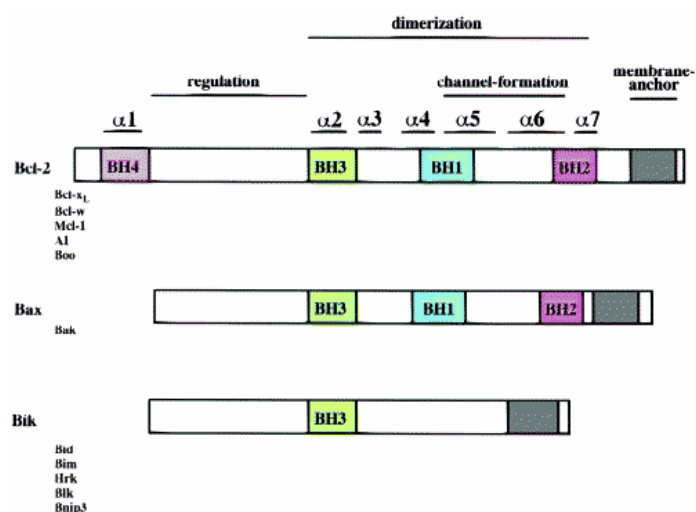 dimerization
regulation
channel-formation
membrane-
anchor
α1 α2 α3 α4 α5 α6 α7
Bcl-2 BH4 BH3 BH1 BH2
Bcl-xL
Bcl-w
Mcl-1
A1
Boo
Bax BH3 BH1 BH2
Bak
Bik BH3
Bid
Bim
Hrk
Blk
Bnip3